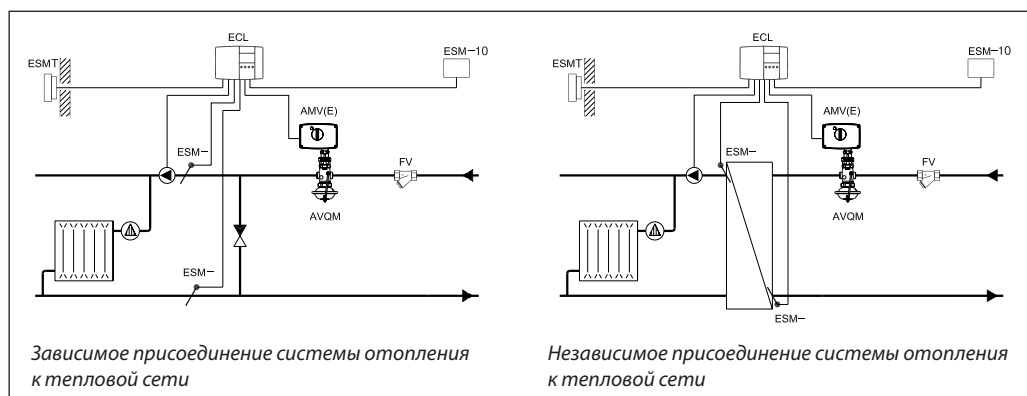 ECL
ESM-10
ESMT
AMV(E)
ESM-
FV
AVQM
ESM-
Зависимое присоединение системы отопления
к тепловой сети
ECL
ESM-10
ESMT
AMV(E)
ESM-
FV
AVQM
ESM-
Независимое присоединение системы отопления
к тепловой сети